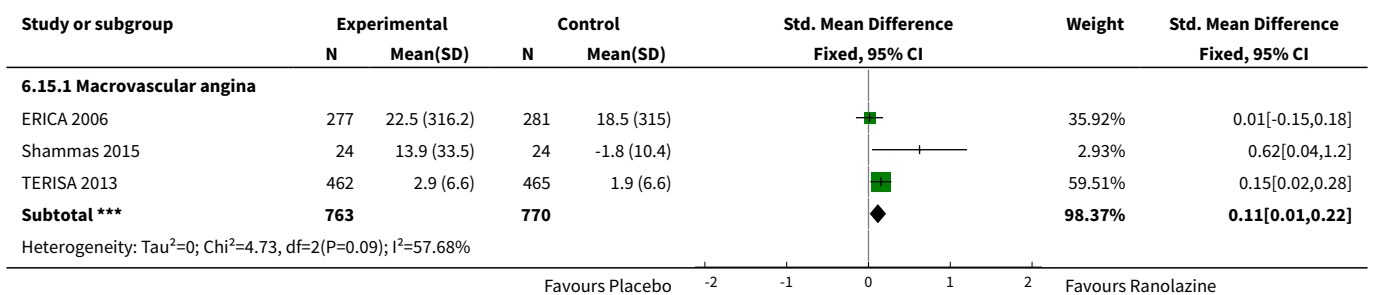 Study or subgroup Experimental Control Std. Mean Difference Weight Std. Mean Difference
N Mean(SD) N Mean(SD) Fixed, 95% CI Fixed, 95% CI
6.15.1 Macrovascular angina
ERICA 2006 277 22.5 (316.2) 281 18.5 (315) 35.92% 0.01[-0.15,0.18]
Shammas 2015 24 13.9 (33.5) 24 -1.8 (10.4) 2.93% 0.62[0.04,1.2]
TERISA 2013 462 2.9 (6.6) 465 1.9 (6.6) 59.51% 0.15[0.02,0.28]
Subtotal *** 763 770 98.37% 0.11[0.01,0.22]
Heterogeneity: Tau²=0; Chi²=4.73, df=2(P=0.09); I²=57.68%
Favours Placebo -2 -1 0 1 2 Favours Ranolazine